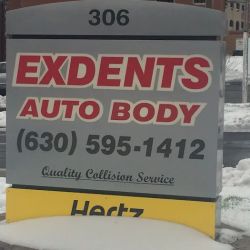 306
EXDENTS
AUTO BODY
(630) 595-1412
Quality Collision Service
Hertz